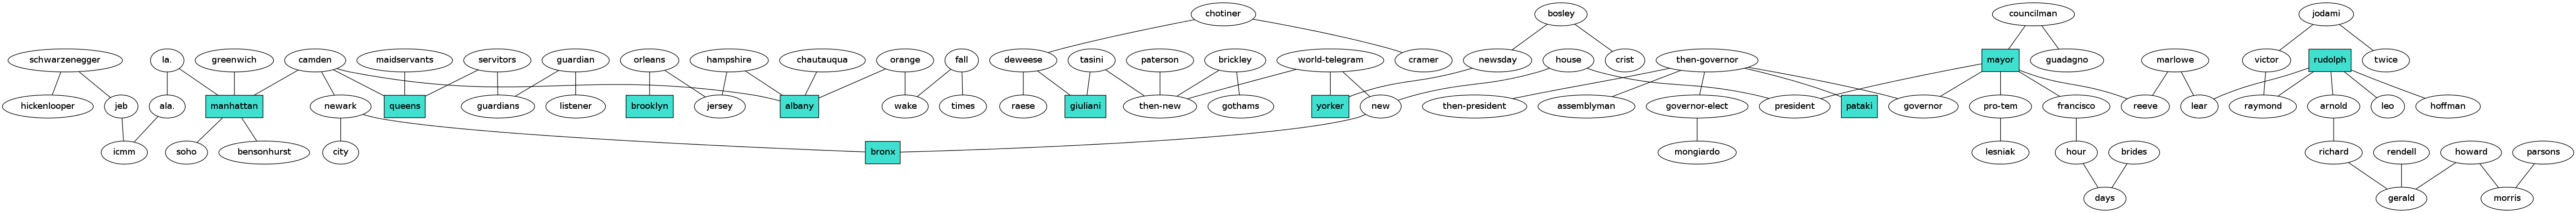 chotiner bosley councilman jodami
schwarzenegger la. greenwich camden maidservants servitors guardian orleans hampshire chautauqua orange fall deweese tasini paterson brickley world-telegram cramer newsday house crist then-governor mayor guadagno marlowe victor rudolph twice
hickenlooper jeb ala. manhattan newark queens guardians listener brooklyn jersey albany wake times raese giuliani then-new gothams yorker new then-president assemblyman governor-elect president pataki governor pro-tem francisco reeve lear raymond arnold leo hoffman
icmm soho bensonhurst city bronx mongiardo lesniak hour brides richard rendell howard parsons
days gerald morris